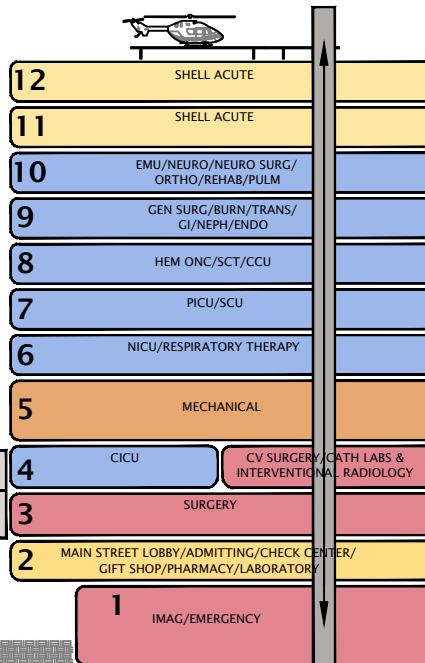 12
SHELL ACUTE
11
SHELL ACUTE
10
EMU/NEURO/NEURO SURG/
ORTHO/REHAB/PULM
9
GEN SURG/BURN/TRANS/
GI/NEPH/ENDO
8
HEM ONC/SCT/CCU
7
PICU/SCU
6
NICU/RESPIRATORY THERAPY
5
MECHANICAL
4
CICU
CV SURGERY/CATH LABS &
INTERVENTIONAL RADIOLOGY
3
SURGERY
2
MAIN STREET LOBBY/ADMITTING/CHECK CENTER/
GIFT SHOP/PHARMACY/LABORATORY
1
IMAG/EMERGENCY